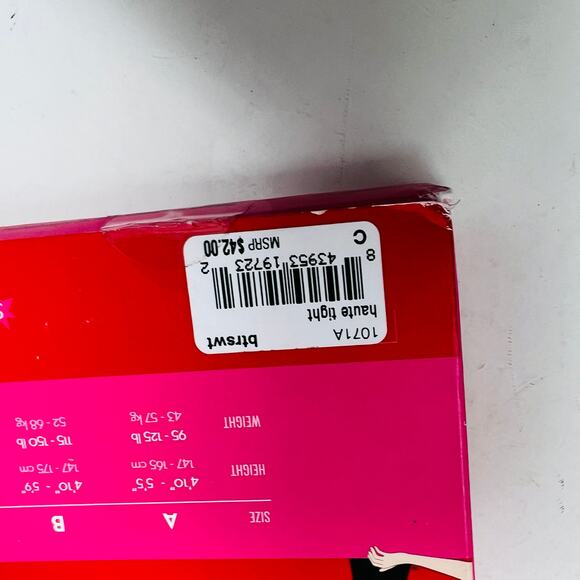 1071A btrswt
haute tight
8 43953 19723 2
C MSRP $42.00
SIZE A B
HEIGHT 4'10" - 5'5" 4'10" - 5'9"
147 - 165 cm 147 - 175 cm
WEIGHT 95 - 125 lb 115 - 150 lb
43 - 57 kg 52 - 68 kg